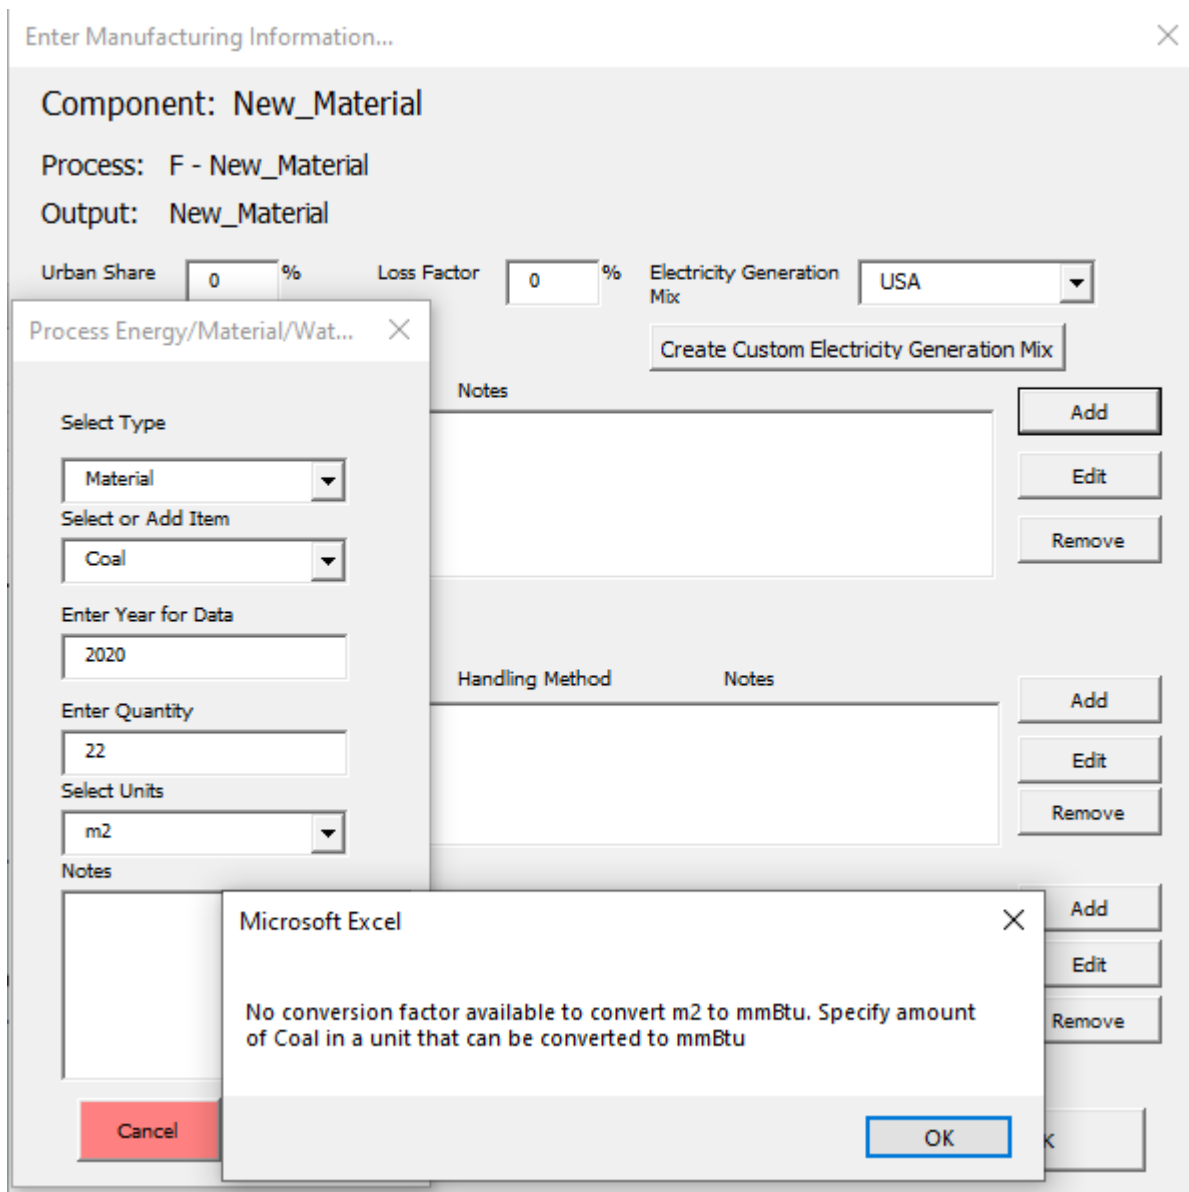 Enter Manufacturing Information...
Component: New_Material
Process: F - New_Material
Output: New_Material
Urban Share 0 % Loss Factor 0 % Electricity Generation Mix USA
Create Custom Electricity Generation Mix
Process Energy/Material/Wat...
Select Type
Material
Select or Add Item
Coal
Enter Year for Data
2020
Enter Quantity
22
Select Units
m2
Notes
Cancel
Notes
Add
Edit
Remove
Handling Method Notes
Add
Edit
Remove
Add
Edit
Remove
Microsoft Excel
No conversion factor available to convert m2 to mmBtu. Specify amount
of Coal in a unit that can be converted to mmBtu
OK